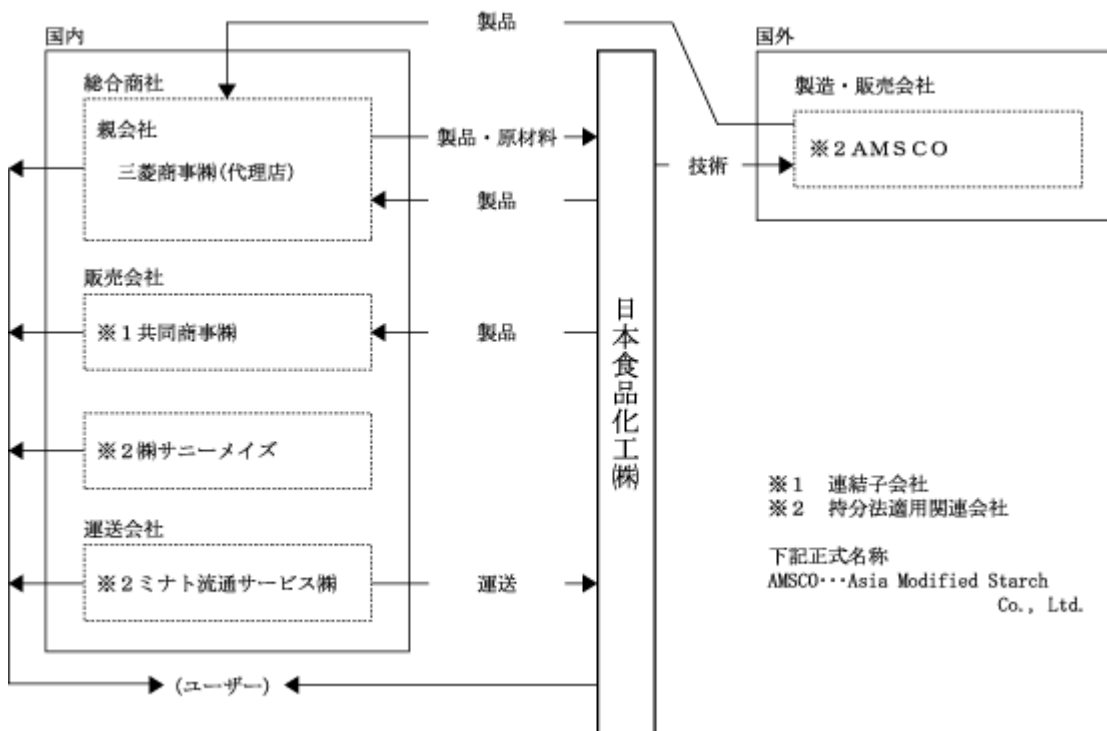 製品
国内
国外
総合商社
製造・販売会社
親会社
製品・原材料
※2AMSCO
三菱商事㈱(代理店)
技術
製品
販売会社
※1共同商事㈱
製品
日本食品化工㈱
※2㈱サニーメイズ
※1 連結子会社
※2 持分法適用関連会社
運送会社
下記正式名称
※2ミナト流通サービス㈱
運送
AMSCO・・・Asia Modified Starch
Co., Ltd.
(ユーザー)